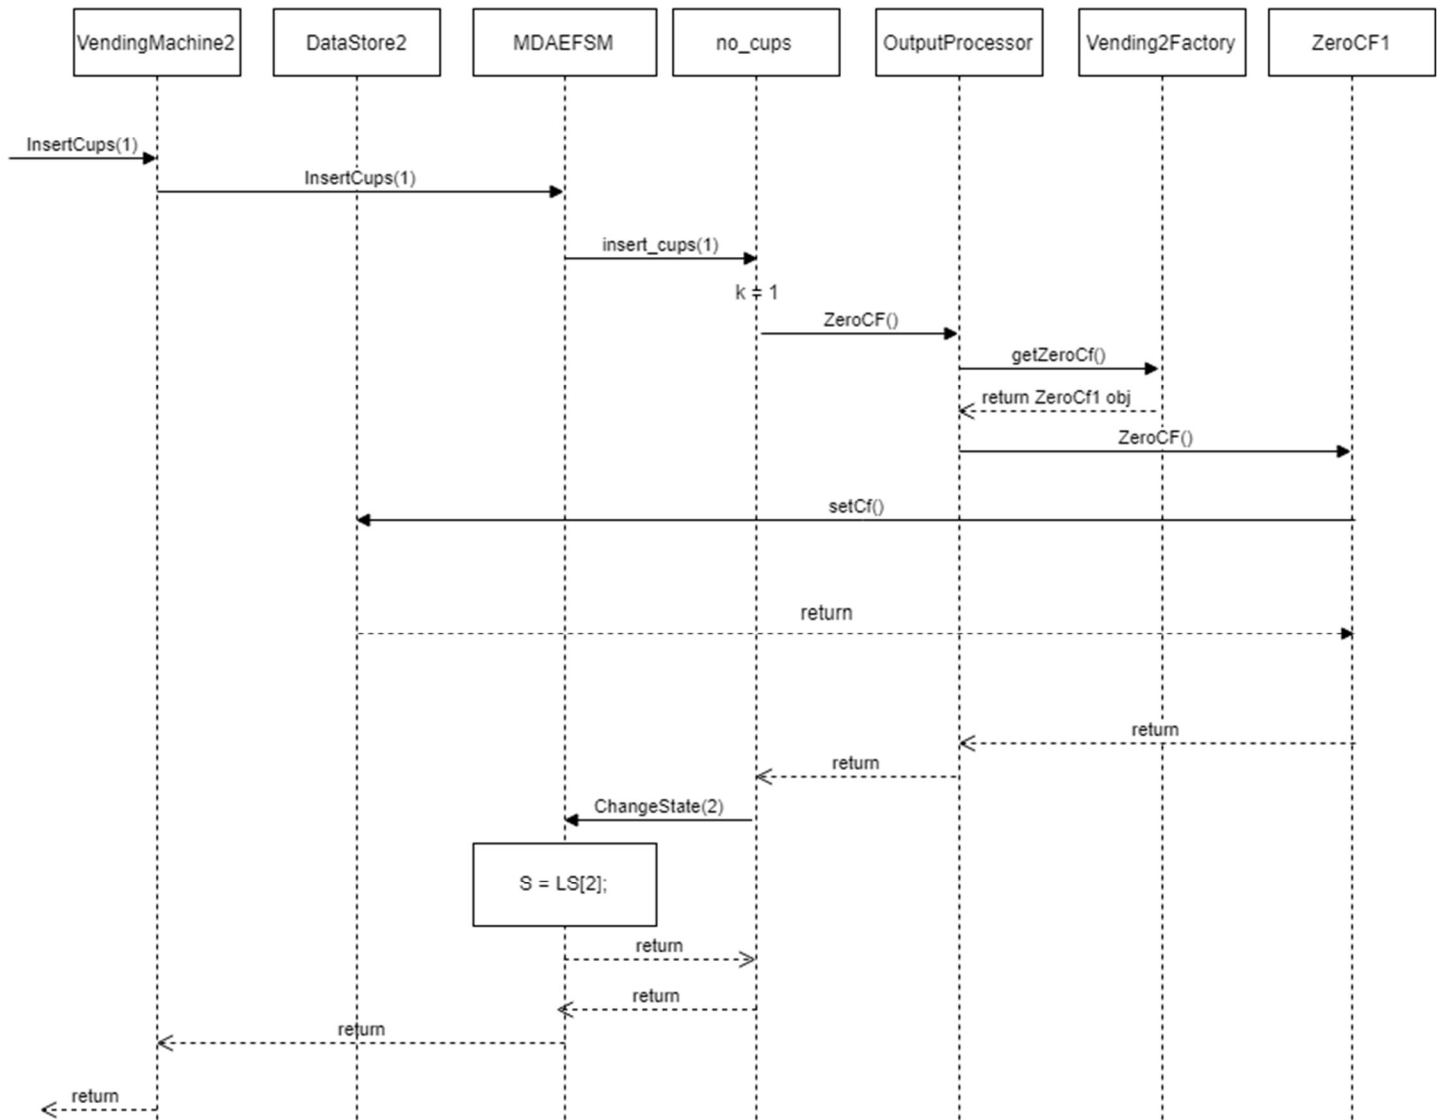 VendingMachine2
DataStore2
MDAEFSM
no_cups
OutputProcessor
Vending2Factory
ZeroCF1
InsertCups(1)
InsertCups(1)
insert_cups(1)
k = 1
ZeroCF()
getZeroCf()
return ZeroCf1 obj
ZeroCF()
setCf()
return
return
return
ChangeState(2)
S = LS[2];
return
return
return
return